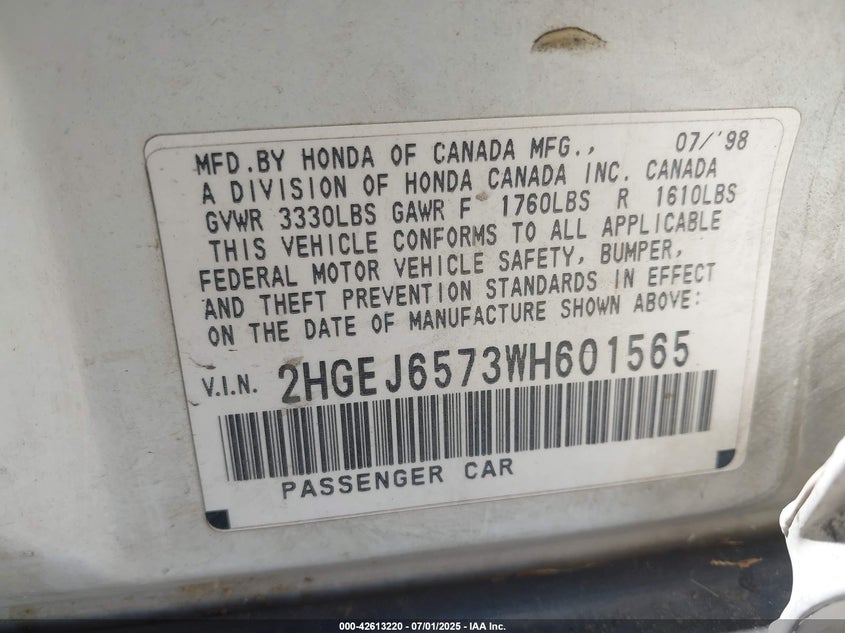 MFD.BY HONDA OF CANADA MFG., 07/'98
A DIVISION OF HONDA CANADA INC. CANADA
GVWR 3330LBS GAWR F 1760LBS R 1610LBS
THIS VEHICLE CONFORMS TO ALL APPLICABLE
FEDERAL MOTOR VEHICLE SAFETY, BUMPER,
AND THEFT PREVENTION STANDARDS IN EFFECT
ON THE DATE OF MANUFACTURE SHOWN ABOVE:
V.I.N. 2HGEJ6573WH601565
PASSENGER CAR
000-42613220 - 07/01/2025 - IAA Inc.